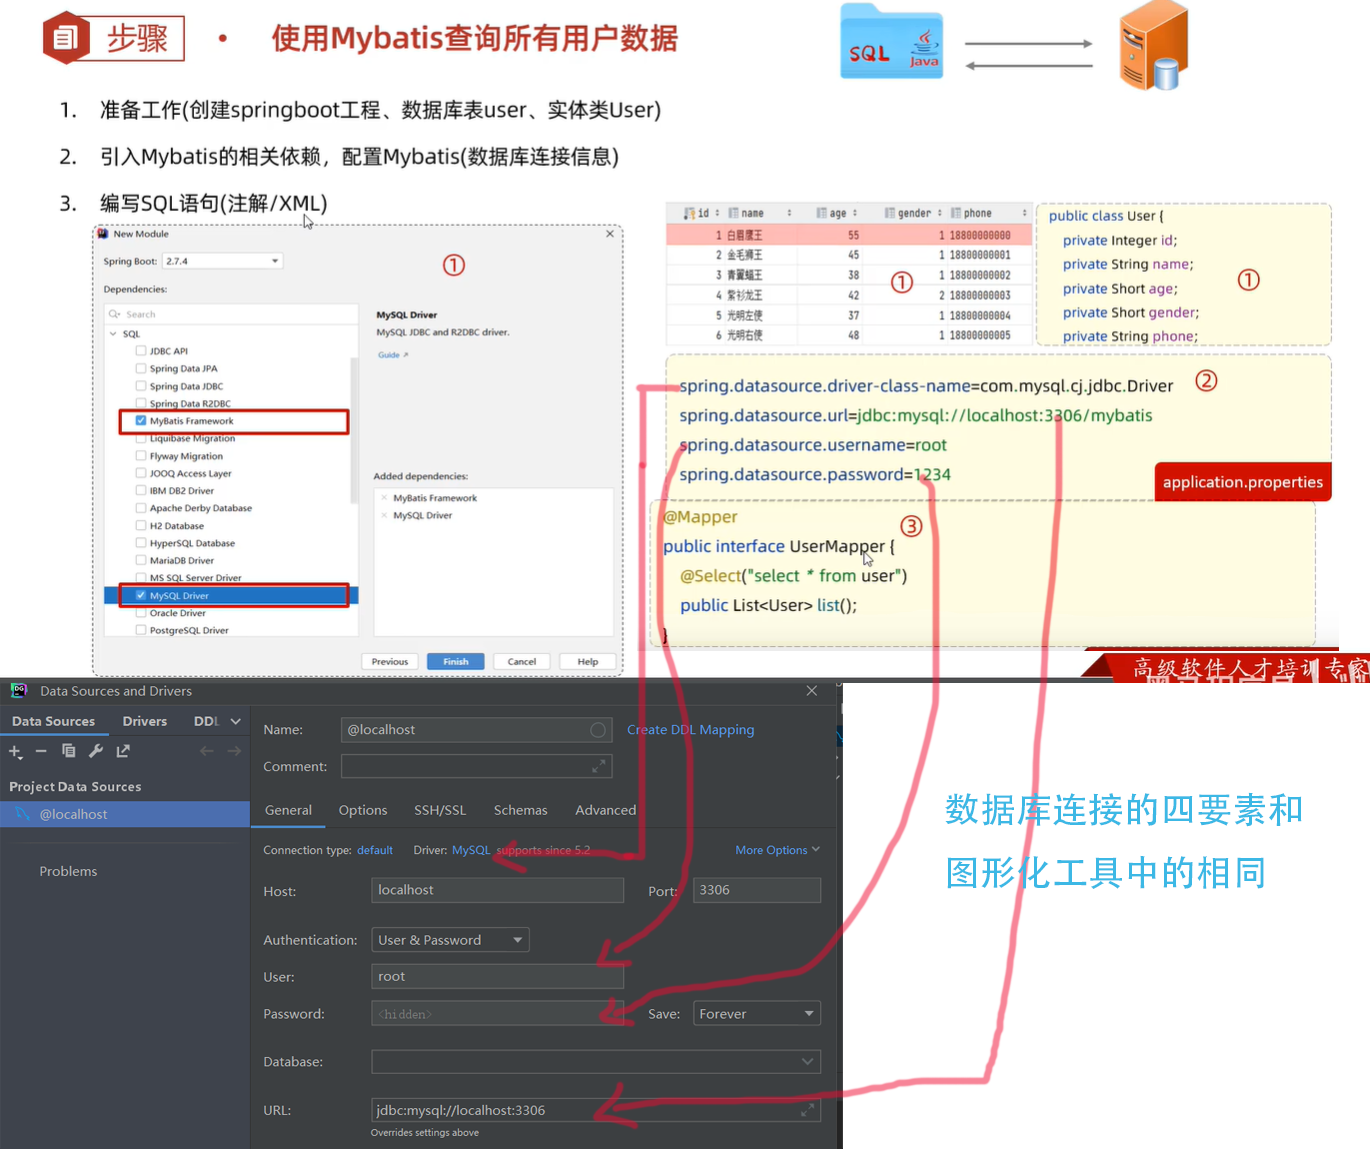 步骤
• 使用Mybatis查询所有用户数据
SQL
Java
1. 准备工作(创建springboot工程、数据库表user、实体类User)
2. 引入Mybatis的相关依赖，配置Mybatis(数据库连接信息)
3. 编写SQL语句(注解/XML)
New Module
Spring Boot: 2.7.4
①
Dependencies:
Search
SQL
JDBC API
Spring Data JPA
Spring Data JDBC
Spring Data R2DBC
MyBatis Framework
Liquibase Migration
Flyway Migration
JOOQ Access Layer
IBM DB2 Driver
Apache Derby Database
H2 Database
HyperSQL Database
MariaDB Driver
MS SQL Server Driver
MySQL Driver
Oracle Driver
PostgreSQL Driver
MySQL Driver
MySQL JDBC and R2DBC driver.
Guide
Added dependencies:
MyBatis Framework
MySQL Driver
Previous Finish Cancel Help
id name age gender phone
1 白眉鹰王 55 1 18800000000
2 金毛狮王 45 1 18800000001
3 青翼蝠王 38 1 18800000002
4 紫衫龙王 42 2 18800000003
5 光明左使 37 1 18800000004
6 光明右使 48 1 18800000005
①
public class User {
private Integer id;
private String name;
private Short age;
private Short gender;
private String phone;
①
spring.datasource.driver-class-name=com.mysql.cj.jdbc.Driver
②
spring.datasource.url=jdbc:mysql://localhost:3306/mybatis
spring.datasource.username=root
spring.datasource.password=1234
application.properties
@Mapper
③
public interface UserMapper {
@Select("select * from user")
public List<User> list();
}
高级软件人才培训专家
DG Data Sources and Drivers
Data Sources Drivers DDL
Project Data Sources
@localhost
Problems
Name: @localhost Create DDL Mapping
Comment:
General Options SSH/SSL Schemas Advanced
Connection type: default Driver: MySQL supports since 5.2 More Options
Host: localhost Port: 3306
Authentication: User & Password
User: root
Password: <hidden> Save: Forever
Database:
URL: jdbc:mysql://localhost:3306
Overrides settings above
数据库连接的四要素和
图形化工具中的相同